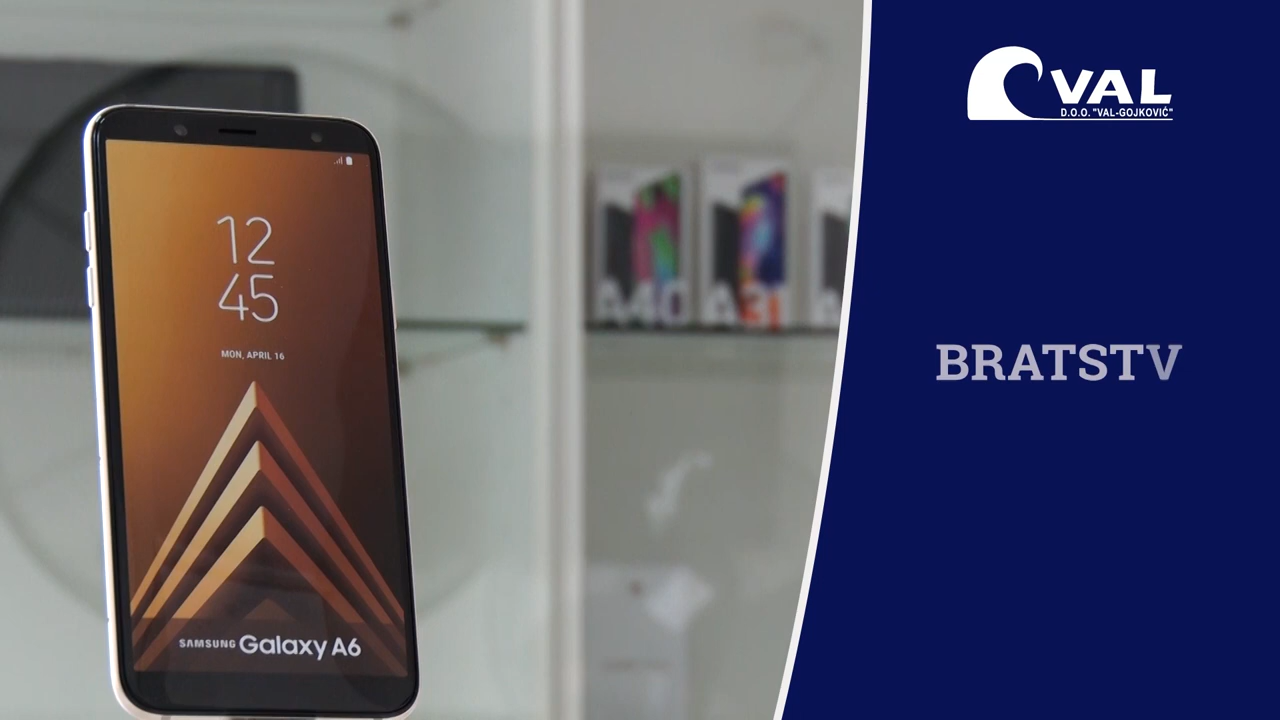 12
45
MON, APRIL 16
SAMSUNG Galaxy A6
A40
A31
VAL
D.O.O. "VAL-GOJKOVIĆ"
BRATSTV